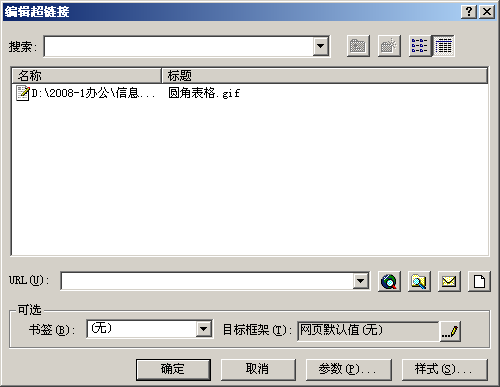 编辑超链接
搜索:
名称 标题
D:\2008-1办公\信息... 圆角表格.gif
URL(U):
可选
书签(B): (无) 目标框架(T): 网页默认值(无)
确定 取消 参数(P)... 样式(S)...